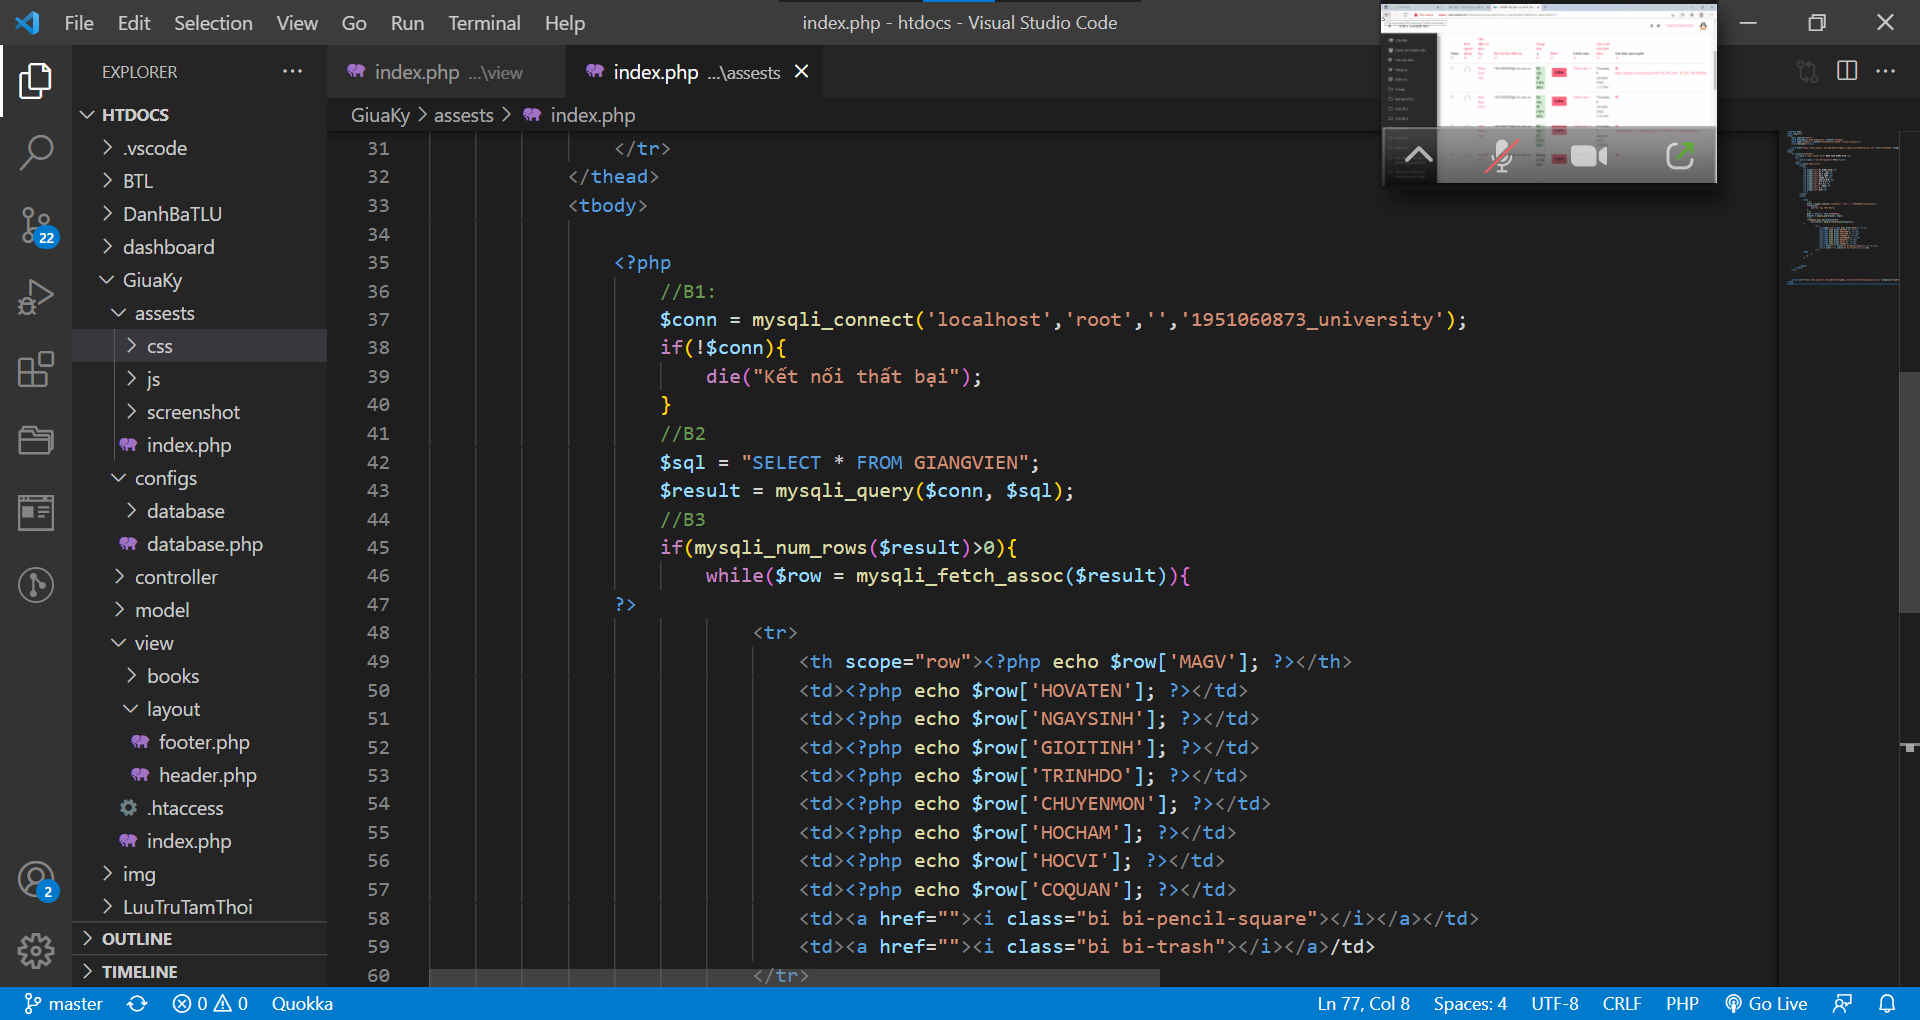 File Edit Selection View Go Run Terminal Help
index.php - htdocs - Visual Studio Code
EXPLORER
index.php ...\view
index.php ...\assests
HTDOCS
GiuaKy > assests > index.php
.vscode
BTL
DanhBaTLU
dashboard
GiuaKy
assests
css
js
screenshot
index.php
configs
database
database.php
controller
model
view
books
layout
footer.php
header.php
.htaccess
index.php
img
LuuTruTamThoi
OUTLINE
TIMELINE
22
2
31 </tr>
32 </thead>
33 <tbody>
34
35 <?php
36 //B1:
37 $conn = mysqli_connect('localhost','root','','1951060873_university');
38 if(!$conn){
39 die("Kết nối thất bại");
40 }
41 //B2
42 $sql = "SELECT * FROM GIANGVIEN";
43 $result = mysqli_query($conn, $sql);
44 //B3
45 if(mysqli_num_rows($result)>0){
46 while($row = mysqli_fetch_assoc($result)){
47 ?>
48 <tr>
49 <th scope="row"><?php echo $row['MAGV']; ?></th>
50 <td><?php echo $row['HOVATEN']; ?></td>
51 <td><?php echo $row['NGAYSINH']; ?></td>
52 <td><?php echo $row['GIOITINH']; ?></td>
53 <td><?php echo $row['TRINHDO']; ?></td>
54 <td><?php echo $row['CHUYENMON']; ?></td>
55 <td><?php echo $row['HOCHAM']; ?></td>
56 <td><?php echo $row['HOCVI']; ?></td>
57 <td><?php echo $row['COQUAN']; ?></td>
58 <td><a href=""><i class="bi bi-pencil-square"></i></a></td>
59 <td><a href=""><i class="bi bi-trash"></i></a>/td>
60 </tr>
master 0 0 Quokka
Ln 77, Col 8 Spaces: 4 UTF-8 CRLF PHP Go Live